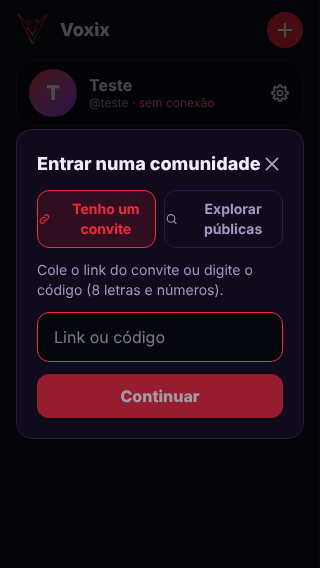 Voxix
T
Teste
@teste · sem conexão
Entrar numa comunidade
Tenho um
convite
Explorar
públicas
Cole o link do convite ou digite o
código (8 letras e números).
Link ou código
Continuar